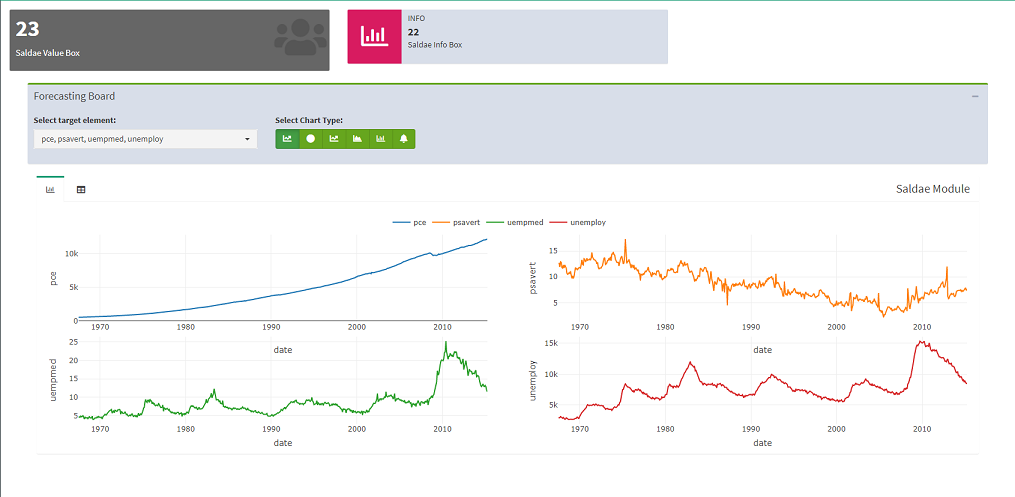 23
Saldae Value Box
INFO
22
Saldae Info Box
Forecasting Board
Select target element:
pce, psavert, uempmed, unemploy
Select Chart Type:
Saldae Module
pce psavert uempmed unemploy
pce
10k
5k
0
1970 1980 1990 2000 2010
date
psavert
15
10
5
1970 1980 1990 2000 2010
date
uempmed
25
20
15
10
5
1970 1980 1990 2000 2010
date
unemploy
15k
10k
5k
1970 1980 1990 2000 2010
date